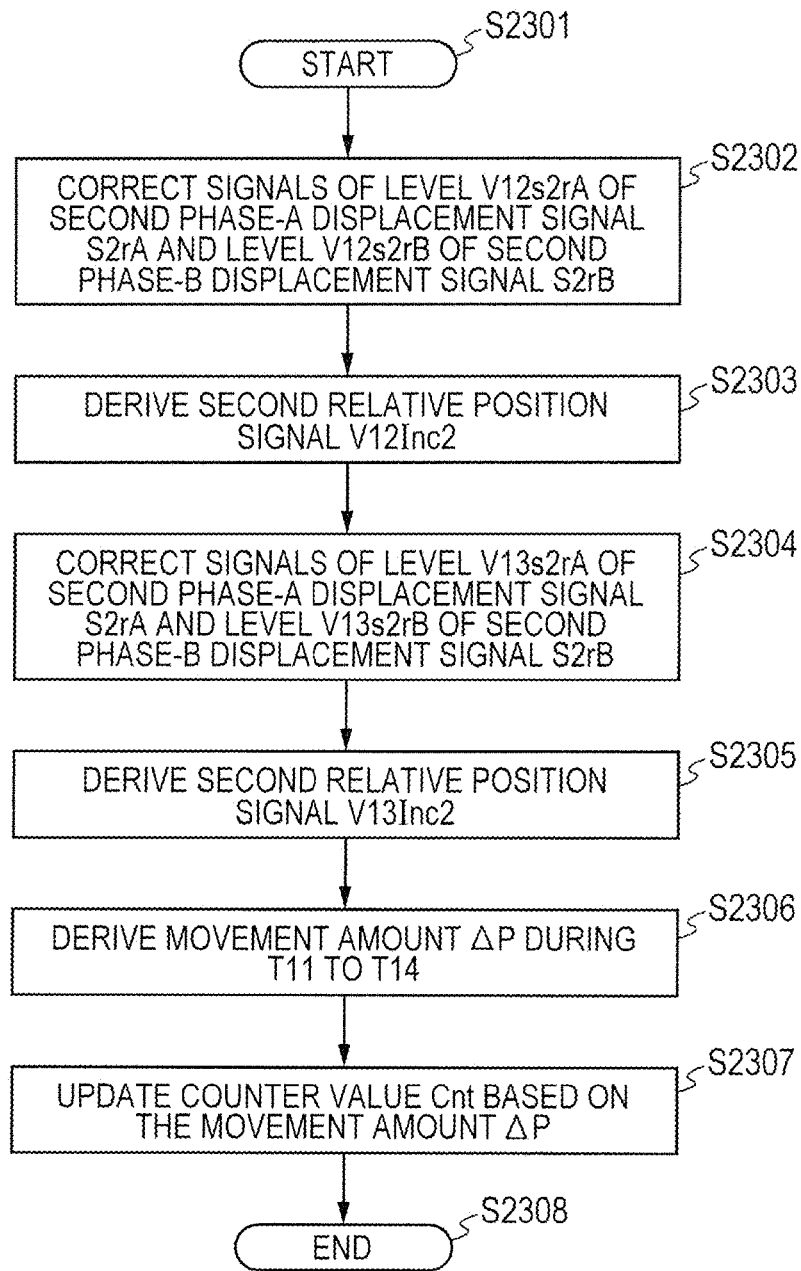 S2301
START
S2302
CORRECT SIGNALS OF LEVEL V12s2rA OF
SECOND PHASE-A DISPLACEMENT SIGNAL
S2rA AND LEVEL V12s2rB OF SECOND
PHASE-B DISPLACEMENT SIGNAL S2rB
S2303
DERIVE SECOND RELATIVE POSITION
SIGNAL V12Inc2
S2304
CORRECT SIGNALS OF LEVEL V13s2rA OF
SECOND PHASE-A DISPLACEMENT SIGNAL
S2rA AND LEVEL V13s2rB OF SECOND
PHASE-B DISPLACEMENT SIGNAL S2rB
S2305
DERIVE SECOND RELATIVE POSITION
SIGNAL V13Inc2
S2306
DERIVE MOVEMENT AMOUNT △P DURING
T11 TO T14
S2307
UPDATE COUNTER VALUE Cnt BASED ON
THE MOVEMENT AMOUNT △P
S2308
END